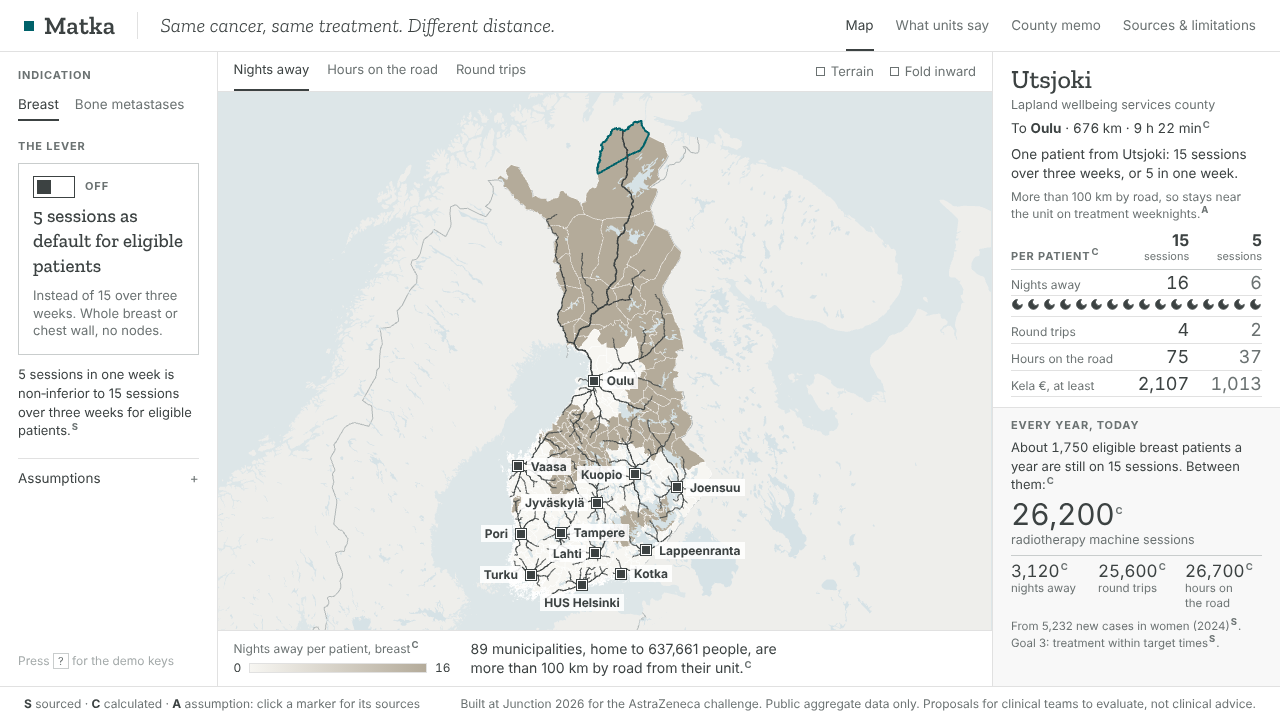 Matka
Same cancer, same treatment. Different distance.
Map What units say County memo Sources & limitations
INDICATION
Breast Bone metastases
THE LEVER
OFF
5 sessions as
default for eligible
patients
Instead of 15 over three
weeks. Whole breast or
chest wall, no nodes.
5 sessions in one week is
non-inferior to 15 sessions
over three weeks for eligible
patients.S
Assumptions +
Press ? for the demo keys
Nights away Hours on the road Round trips
Terrain Fold inward
Oulu
Vaasa
Kuopio
Joensuu
Jyväskylä
Pori
Tampere
Lahti
Lappeenranta
Turku
Kotka
HUS Helsinki
Nights away per patient, breastC
0 16
89 municipalities, home to 637,661 people, are
more than 100 km by road from their unit.C
Utsjoki
Lapland wellbeing services county
To Oulu · 676 km · 9 h 22 minC
One patient from Utsjoki: 15 sessions
over three weeks, or 5 in one week.
More than 100 km by road, so stays near
the unit on treatment weeknights.A
PER PATIENTC 15 sessions 5 sessions
Nights away 16 6
Round trips 4 2
Hours on the road 75 37
Kela €, at least 2,107 1,013
EVERY YEAR, TODAY
About 1,750 eligible breast patients a
year are still on 15 sessions. Between
them:C
26,200C
radiotherapy machine sessions
3,120C 25,600C 26,700C
nights away round trips hours on
the road
From 5,232 new cases in women (2024)S.
Goal 3: treatment within target timesS.
S sourced · C calculated · A assumption: click a marker for its sources
Built at Junction 2026 for the AstraZeneca challenge. Public aggregate data only. Proposals for clinical teams to evaluate, not clinical advice.